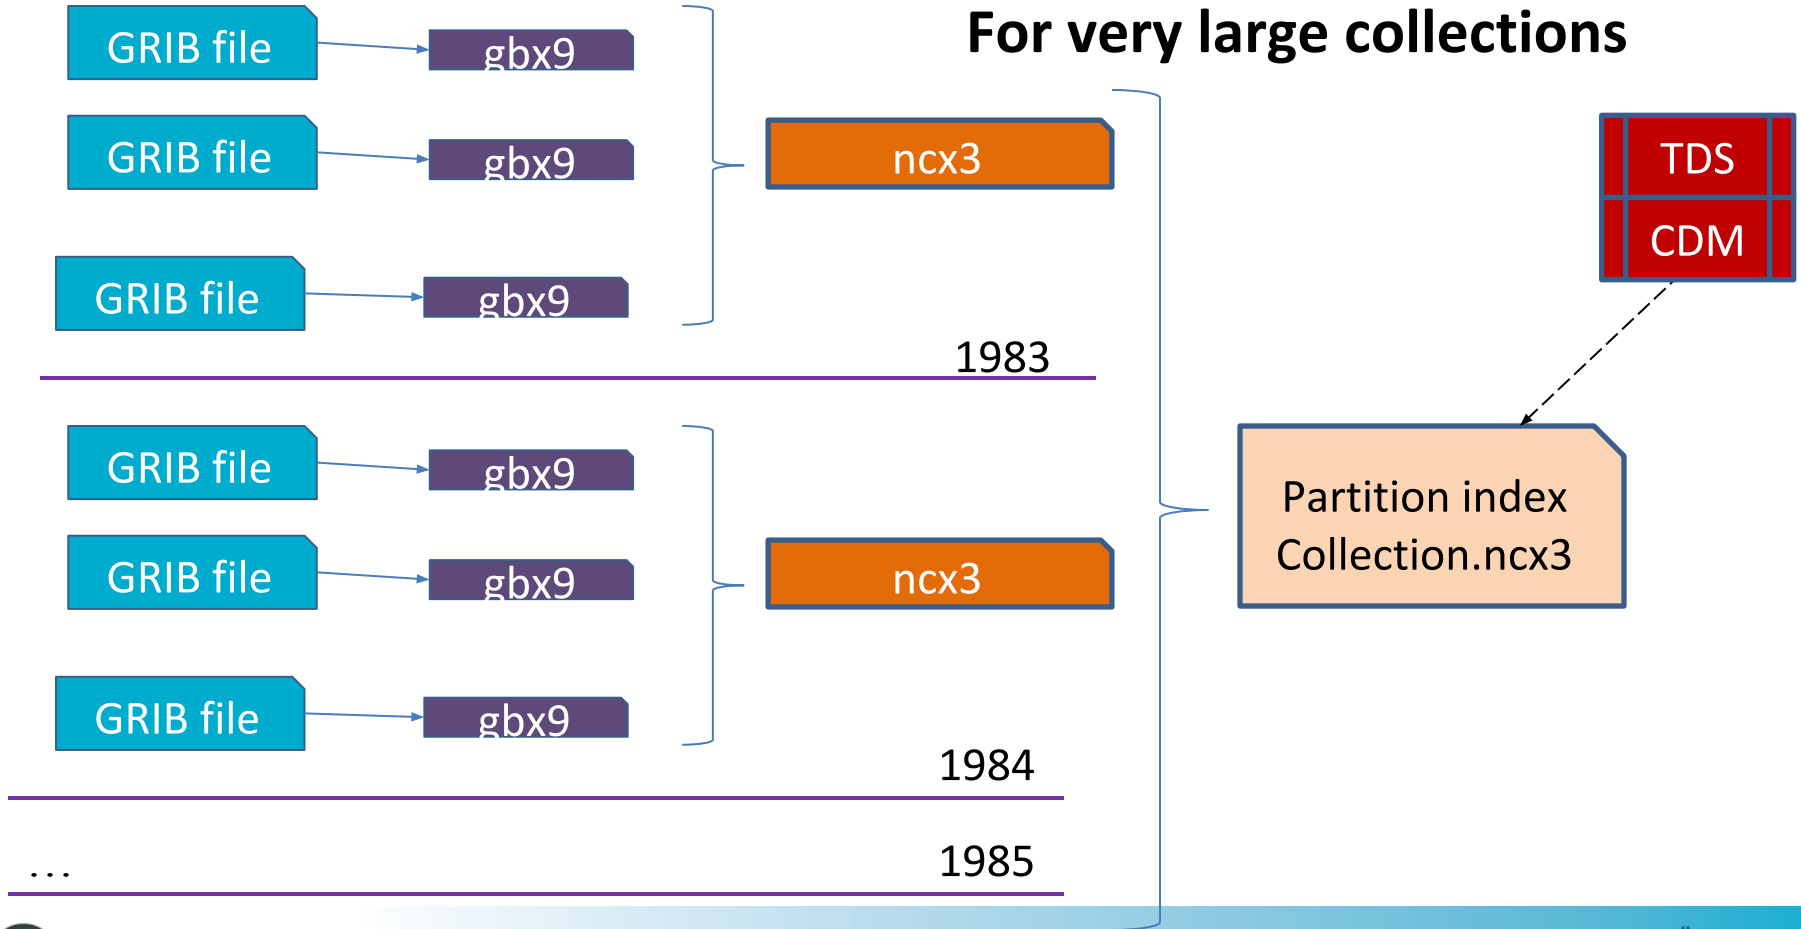 For very large collections
GRIB file
gbx9
GRIB file
gbx9
ncx3
GRIB file
gbx9
1983
TDS
CDM
GRIB file
gbx9
GRIB file
gbx9
ncx3
GRIB file
gbx9
1984
Partition index
Collection.ncx3
...
1985